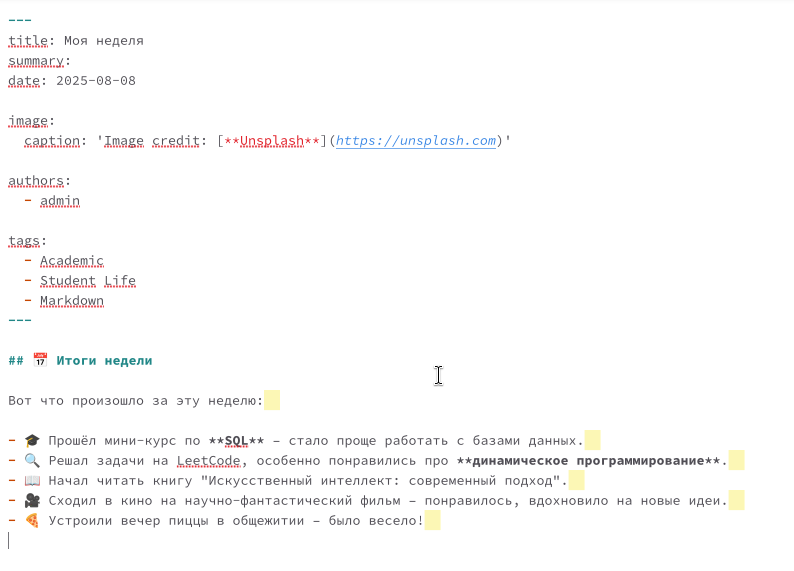 ---
title: Моя неделя
summary:
date: 2025-08-08
image:
caption: 'Image credit: [**Unsplash**](https://unsplash.com)'
authors:
- admin
tags:
- Academic
- Student Life
- Markdown
---
## 📅 Итоги недели
Вот что произошло за эту неделю:
- 🎓 Прошёл мини-курс по **SQL** – стало проще работать с базами данных.
- 🔍 Решал задачи на LeetCode, особенно понравились про **динамическое программирование**.
- 📖 Начал читать книгу "Искусственный интеллект: современный подход".
- 🎥 Сходил в кино на научно-фантастический фильм – понравилось, вдохновило на новые идеи.
- 🍕 Устроили вечер пиццы в общежитии – было весело!